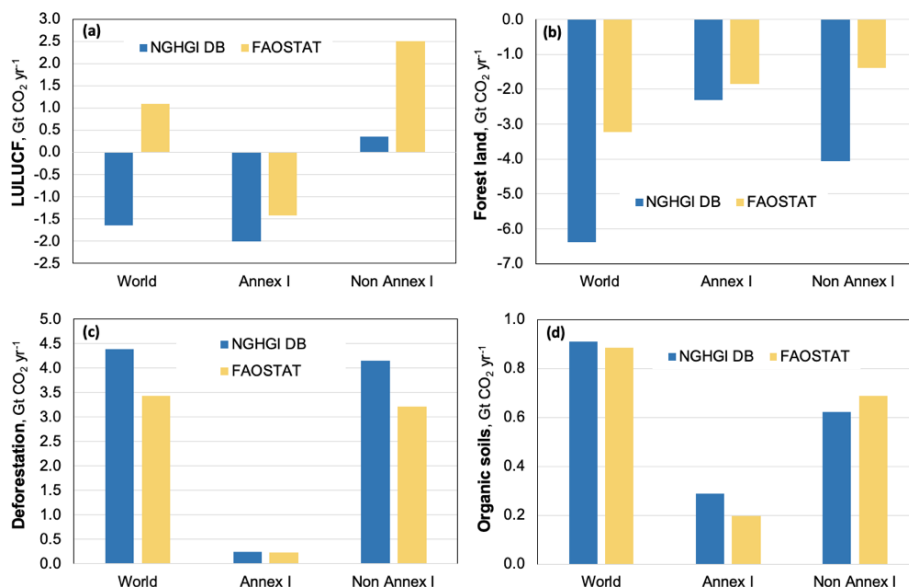 (a)
NGHGI DB FAOSTAT
LULUCF, Gt CO₂ yr⁻¹
3.0
2.5
2.0
1.5
1.0
0.5
0.0
-0.5
-1.0
-1.5
-2.0
-2.5
World Annex I Non Annex I
(b)
Forest land, Gt CO₂ yr⁻¹
0.0
-1.0
-2.0
-3.0
-4.0
-5.0
-6.0
-7.0
NGHGI DB FAOSTAT
World Annex I Non Annex I
(c)
NGHGI DB
FAOSTAT
Deforestation, Gt CO₂ yr⁻¹
5.0
4.5
4.0
3.5
3.0
2.5
2.0
1.5
1.0
0.5
0.0
World Annex I Non Annex I
(d)
NGHGI DB FAOSTAT
Organic soils, Gt CO₂ yr⁻¹
1.0
0.8
0.6
0.4
0.2
0.0
World Annex I Non Annex I